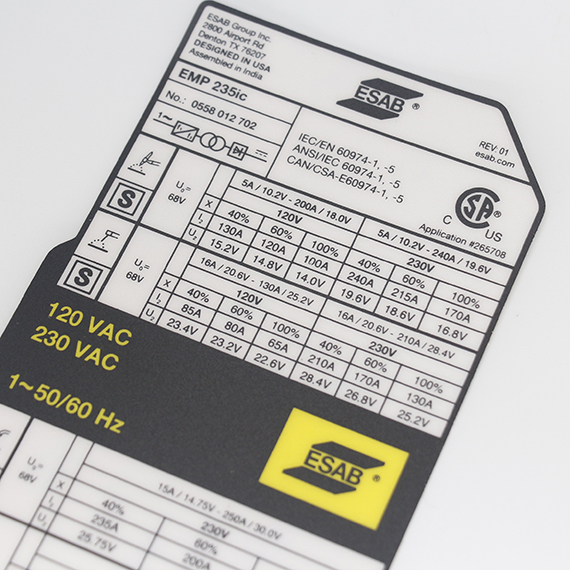 ESAB Group Inc.
2800 Airport Rd
Denton TX 76207
DESIGNED IN USA
Assembled in India
ESAB ®
EMP 235ic
No.: 0558 012 702
1~
IEC/EN 60974-1, -5
ANSI/IEC 60974-1, -5
CAN/CSA-E60974-1, -5
REV: 01
esab.com
C SA ® US
Application #265708
S
U0= 68V
5A / 10.2V - 200A / 18.0V 5A / 10.2V - 240A / 19.6V
120V 230V
X 40% 60% 100% 40% 60% 100%
I2 130A 120A 100A 240A 215A 170A
U2 15.2V 14.8V 14.0V 19.6V 18.6V 16.8V
S
U0= 68V
16A / 20.6V - 130A / 25.2V 16A / 20.6V - 210A / 28.4V
120V 230V
X 40% 60% 100% 40% 60% 100%
I2 85A 80A 65A 210A 170A 130A
U2 23.4V 23.2V 22.6V 28.4V 26.8V 25.2V
120 VAC
230 VAC
1~50/60 Hz
ESAB ®
U0= 68V
15A / 14.75V - 250A / 30.0V
230V
X 40% 60%
I2 235A 200A
U2 25.75V